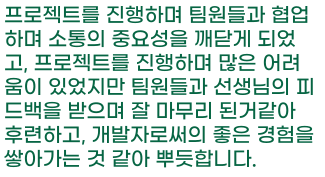 프로젝트를 진행하며 팀원들과 협업
하며 소통의 중요성을 깨닫게 되었
고, 프로젝트를 진행하며 많은 어려
움이 있었지만 팀원들과 선생님의 피
드백을 받으며 잘 마무리 된거같아
후련하고, 개발자로써의 좋은 경험을
쌓아가는 것 같아 뿌듯합니다.